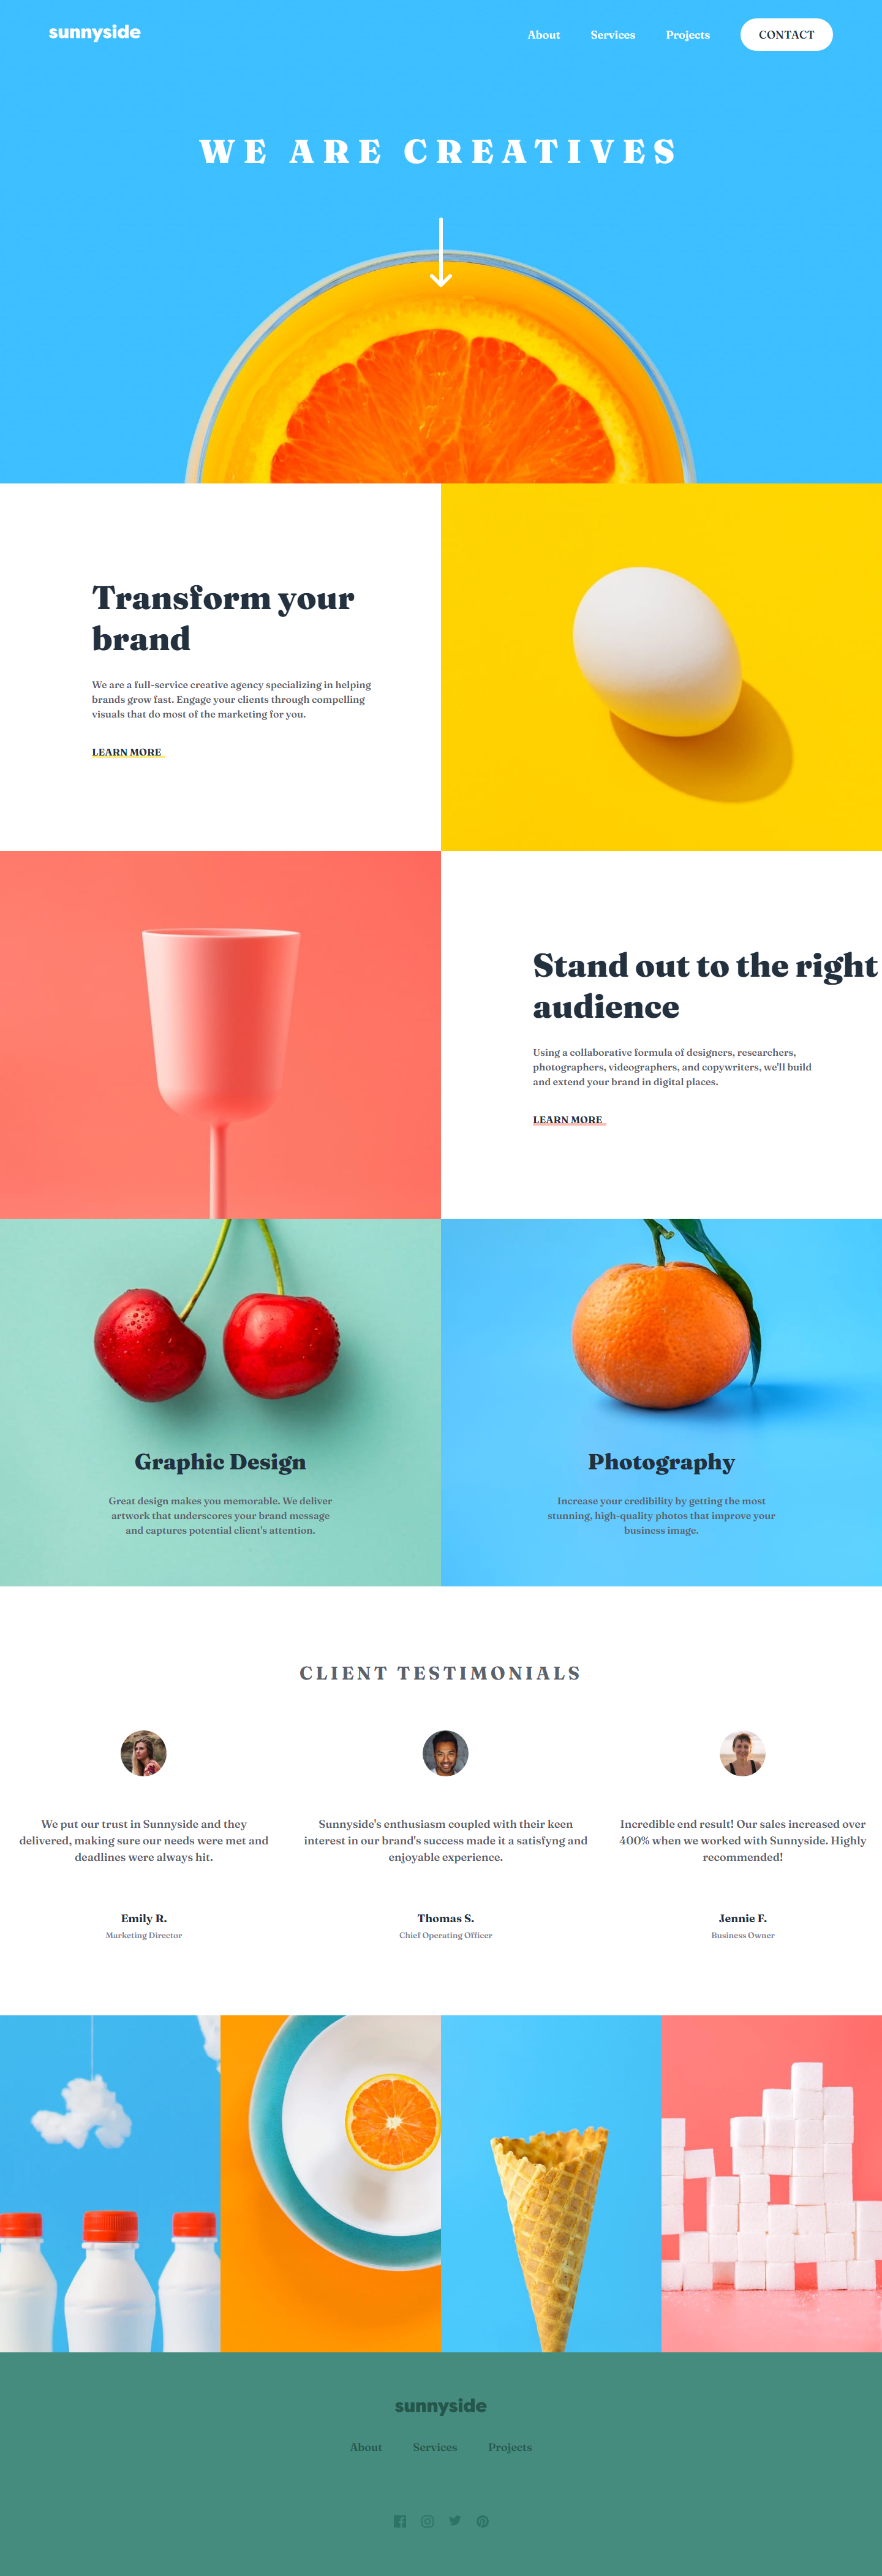 sunnyside
About Services Projects CONTACT
WE ARE CREATIVES
Transform your
brand
We are a full-service creative agency specializing in helping
brands grow fast. Engage your clients through compelling
visuals that do most of the marketing for you.
LEARN MORE
Stand out to the right
audience
Using a collaborative formula of designers, researchers,
photographers, videographers, and copywriters, we'll build
and extend your brand in digital places.
LEARN MORE
Graphic Design
Great design makes you memorable. We deliver
artwork that underscores your brand message
and captures potential client's attention.
Photography
Increase your credibility by getting the most
stunning, high-quality photos that improve your
business image.
CLIENT TESTIMONIALS
We put our trust in Sunnyside and they
delivered, making sure our needs were met and
deadlines were always hit.
Emily R.
Marketing Director
Sunnyside's enthusiasm coupled with their keen
interest in our brand's success made it a satisfyng and
enjoyable experience.
Thomas S.
Chief Operating Officer
Incredible end result! Our sales increased over
400% when we worked with Sunnyside. Highly
recommended!
Jennie F.
Business Owner
sunnyside
About Services Projects